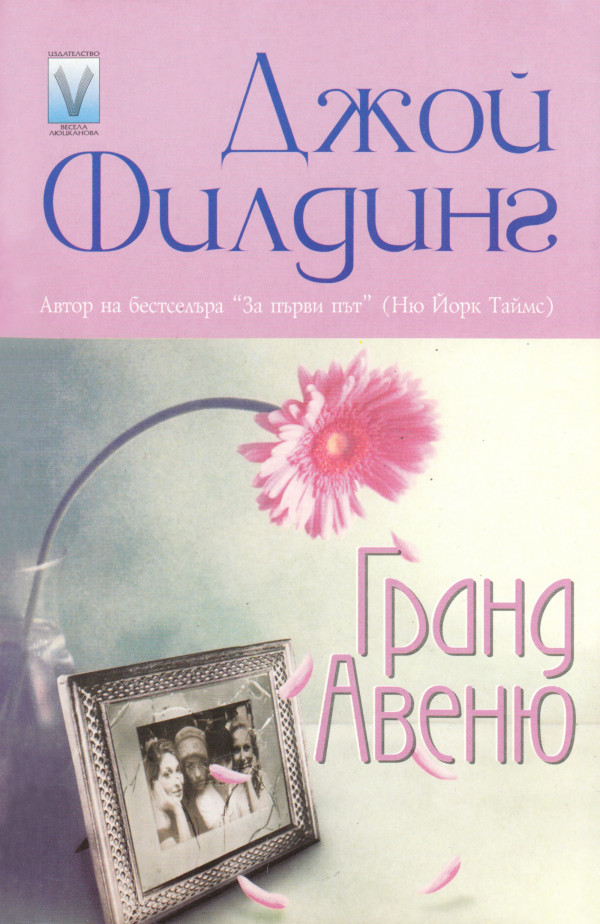 ИЗДАТЕЛСТВО
V
ВЕСЕЛА
ЛЮЦКАНОВА
Джой
Филдинг
Автор на бестселъра "За първи път" (Ню Йорк Таймс)
Гранд
Авеню